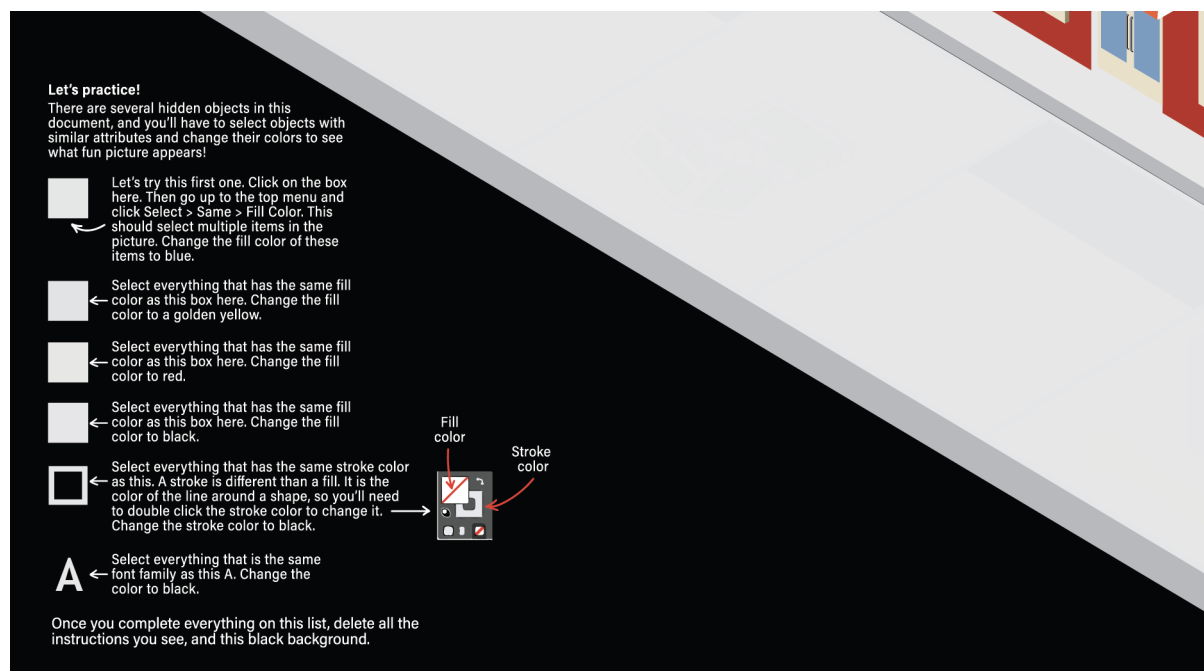 Let's practice!
There are several hidden objects in this
document, and you'll have to select objects with
similar attributes and change their colors to see
what fun picture appears!
Let's try this first one. Click on the box
here. Then go up to the top menu and
click Select > Same > Fill Color. This
should select multiple items in the
picture. Change the fill color of these
items to blue.
Select everything that has the same fill
color as this box here. Change the fill
color to a golden yellow.
Select everything that has the same fill
color as this box here. Change the fill
color to red.
Select everything that has the same fill
color as this box here. Change the fill
color to black.
Fill
color
Stroke
color
Select everything that has the same stroke color
as this. A stroke is different than a fill. It is the
color of the line around a shape, so you'll need
to double click the stroke color to change it.
Change the stroke color to black.
A
Select everything that is the same
font family as this A. Change the
color to black.
Once you complete everything on this list, delete all the
instructions you see, and this black background.